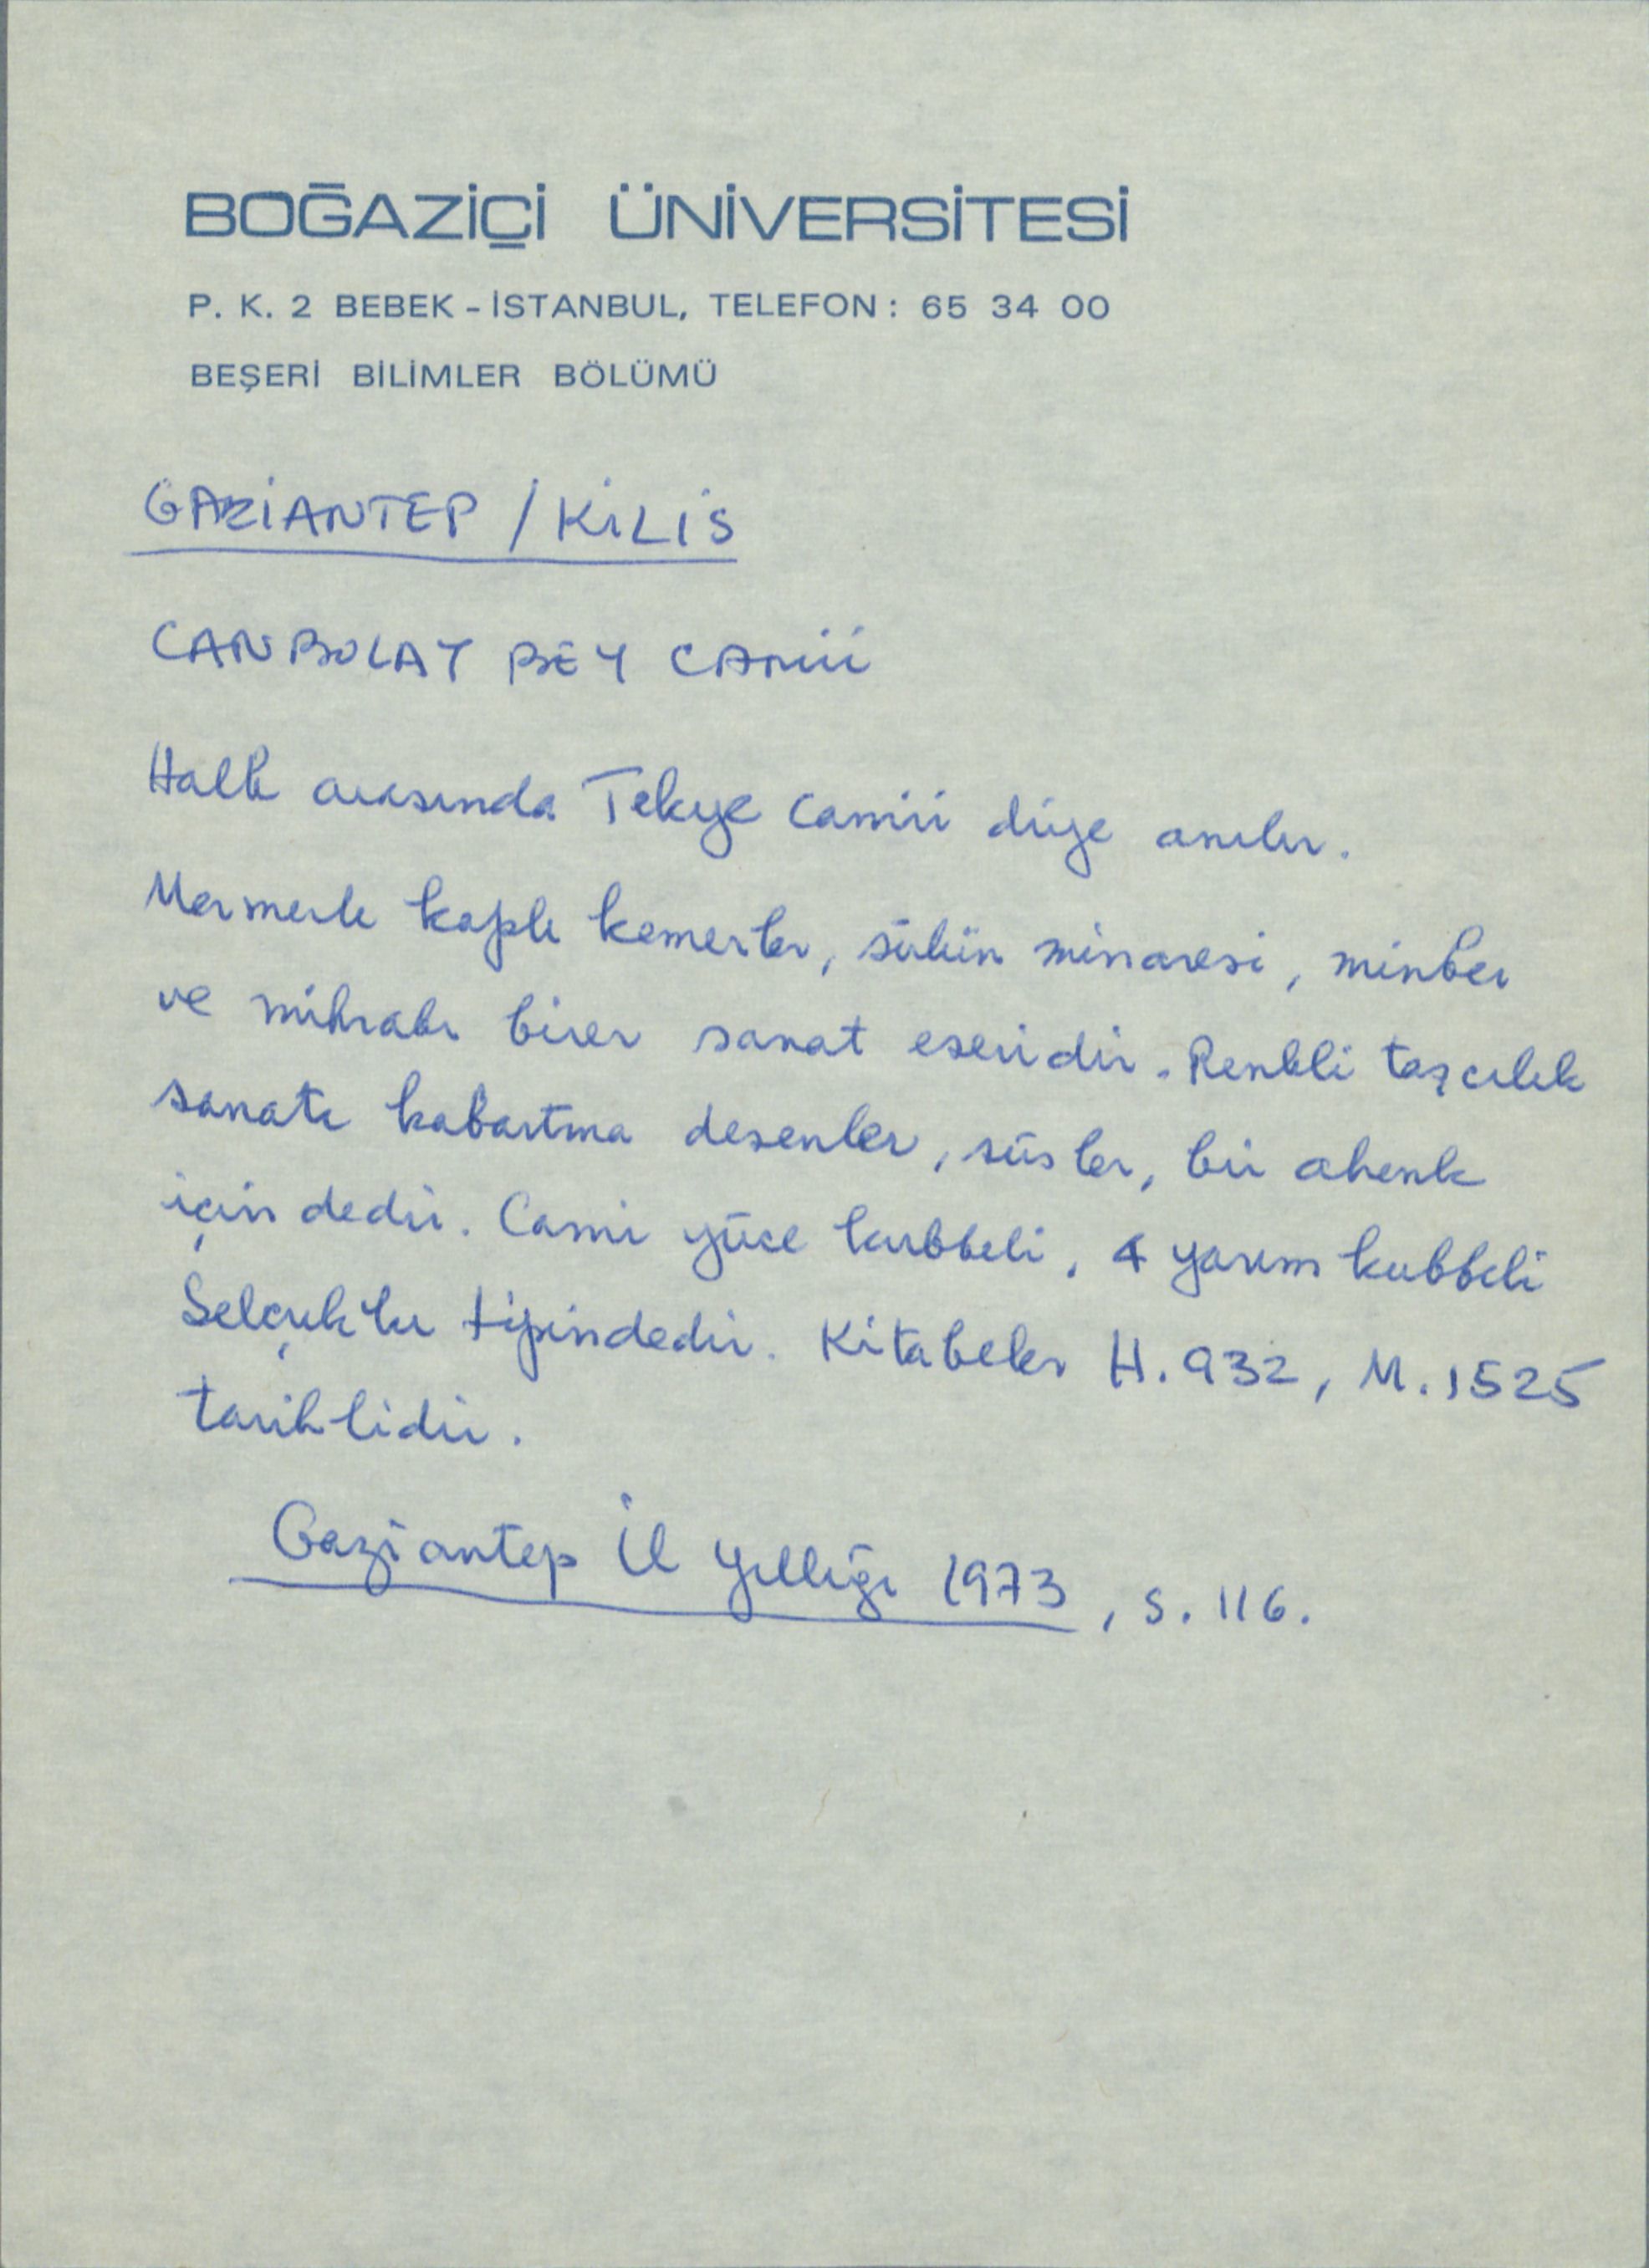 BOĞAZİÇİ ÜNİVERSİTESİ
P. K. 2 BEBEK - İSTANBUL, TELEFON : 65 34 00
BEŞERİ BİLİMLER BÖLÜMÜ
GAZİANTEP / KİLİS
CANBOLAT BEY CAMİİ
Halk arasında Tekye Camii diye anılır.
Mermerle kaplı kemerler, sülün minaresi, minber
ve mihrabı birer sanat eseridir. Renkli taşcılık
sanatı kabartma desenler, süsler, bir ahenk
içindedir. Cami yüce kubbeli, 4 yarım kubbeli
Selçuklu tipindedir. Kitabeler H. 932, M. 1525
tarihlidir.
Gaziantep İl Yıllığı 1973, s. 116.